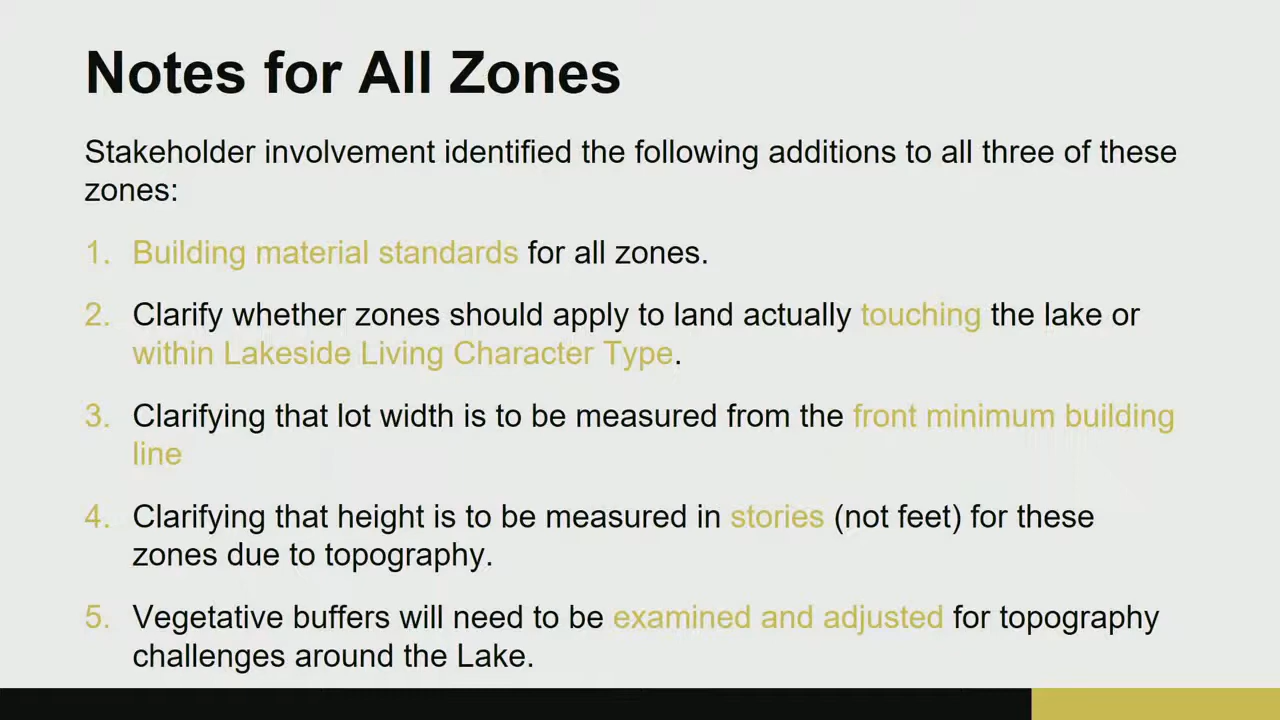 Notes for All Zones
Stakeholder involvement identified the following additions to all three of these
zones:
1. Building material standards for all zones.
2. Clarify whether zones should apply to land actually touching the lake or
within Lakeside Living Character Type.
3. Clarifying that lot width is to be measured from the front minimum building
line
4. Clarifying that height is to be measured in stories (not feet) for these
zones due to topography.
5. Vegetative buffers will need to be examined and adjusted for topography
challenges around the Lake.